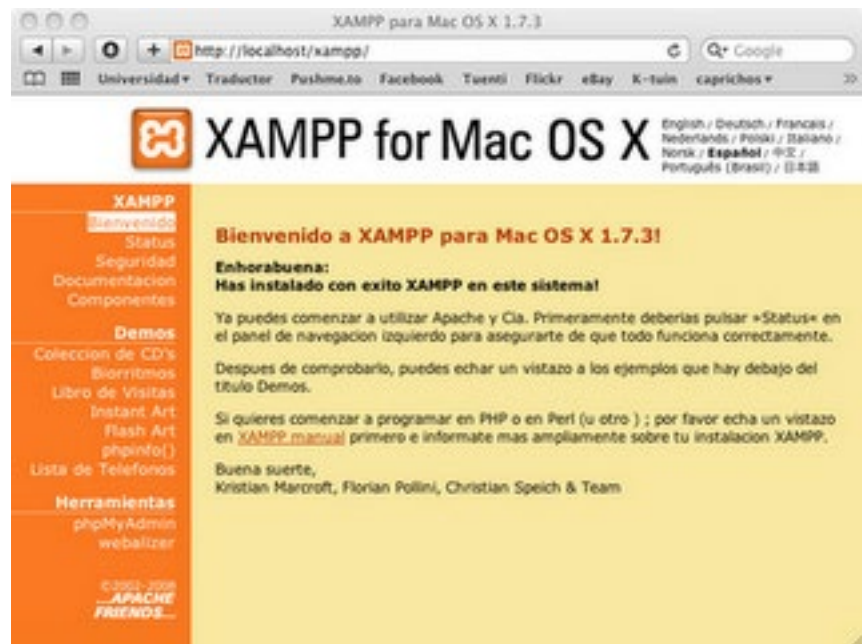 XAMPP para Mac OS X 1.7.3
http://localhost/xampp/
Google
Universidad Traductor Pushme.to Facebook Tuenti Flickr eBay K-tuin caprichos
XAMPP for Mac OS X
English / Deutsch / Francais /
Nederlands / Polski / Italiano /
Norsk / Español / 中文 /
Português (Brasil) / 日本語
XAMPP
Bienvenido
Status
Seguridad
Documentacion
Componentes
Demos
Coleccion de CD's
Biorritmos
Libro de Visitas
Instant Art
Flash Art
phpinfo()
Lista de Telefonos
Herramientas
phpMyAdmin
webalizer
©2002-2008
...APACHE
FRIENDS...
Bienvenido a XAMPP para Mac OS X 1.7.3!
Enhorabuena:
Has instalado con exito XAMPP en este sistema!
Ya puedes comenzar a utilizar Apache y Cia. Primeramente deberias pulsar »Status« en
el panel de navegacion izquierdo para asegurarte de que todo funciona correctamente.
Despues de comprobarlo, puedes echar un vistazo a los ejemplos que hay debajo del
titulo Demos.
Si quieres comenzar a programar en PHP o en Perl (u otro ) ; por favor echa un vistazo
en XAMPP manual primero e informate mas ampliamente sobre tu instalacion XAMPP.
Buena suerte,
Kristian Marcroft, Florian Pollini, Christian Speich & Team